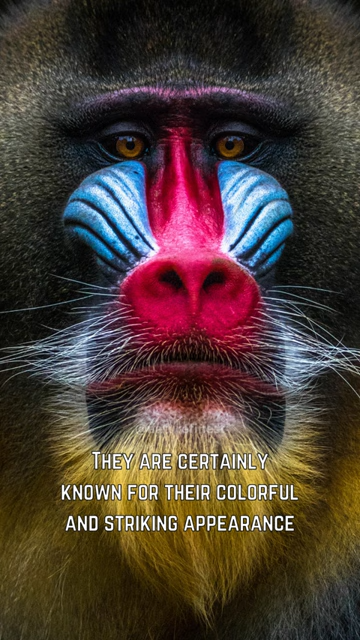 They are certainly
known for their colorful
and striking appearance